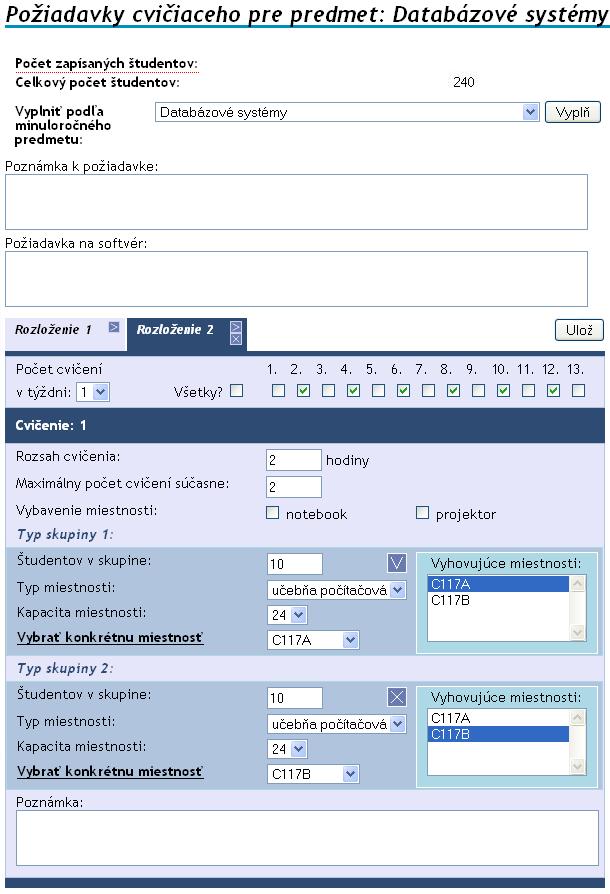 Požiadavky cvičiaceho pre predmet: Databázové systémy
Počet zapísaných študentov:
Celkový počet študentov: 240
Vyplniť podľa minuloročného predmetu: Databázové systémy Vyplň
Poznámka k požiadavke:
Požiadavka na softvér:
Rozloženie 1 > Rozloženie 2 > X Ulož
Počet cvičení 1. 2. 3. 4. 5. 6. 7. 8. 9. 10. 11. 12. 13.
v týždni: 1 Všetky?
Cvičenie: 1
Rozsah cvičenia: 2 hodiny
Maximálny počet cvičení súčasne: 2
Vybavenie miestnosti: notebook projektor
Typ skupiny 1:
Študentov v skupine: 10 V Vyhovujúce miestnosti:
Typ miestnosti: učebňa počítačová C117A
Kapacita miestnosti: 24 C117B
Vybrať konkrétnu miestnosť C117A
Typ skupiny 2:
Študentov v skupine: 10 X Vyhovujúce miestnosti:
Typ miestnosti: učebňa počítačová C117A
Kapacita miestnosti: 24 C117B
Vybrať konkrétnu miestnosť C117B
Poznámka: